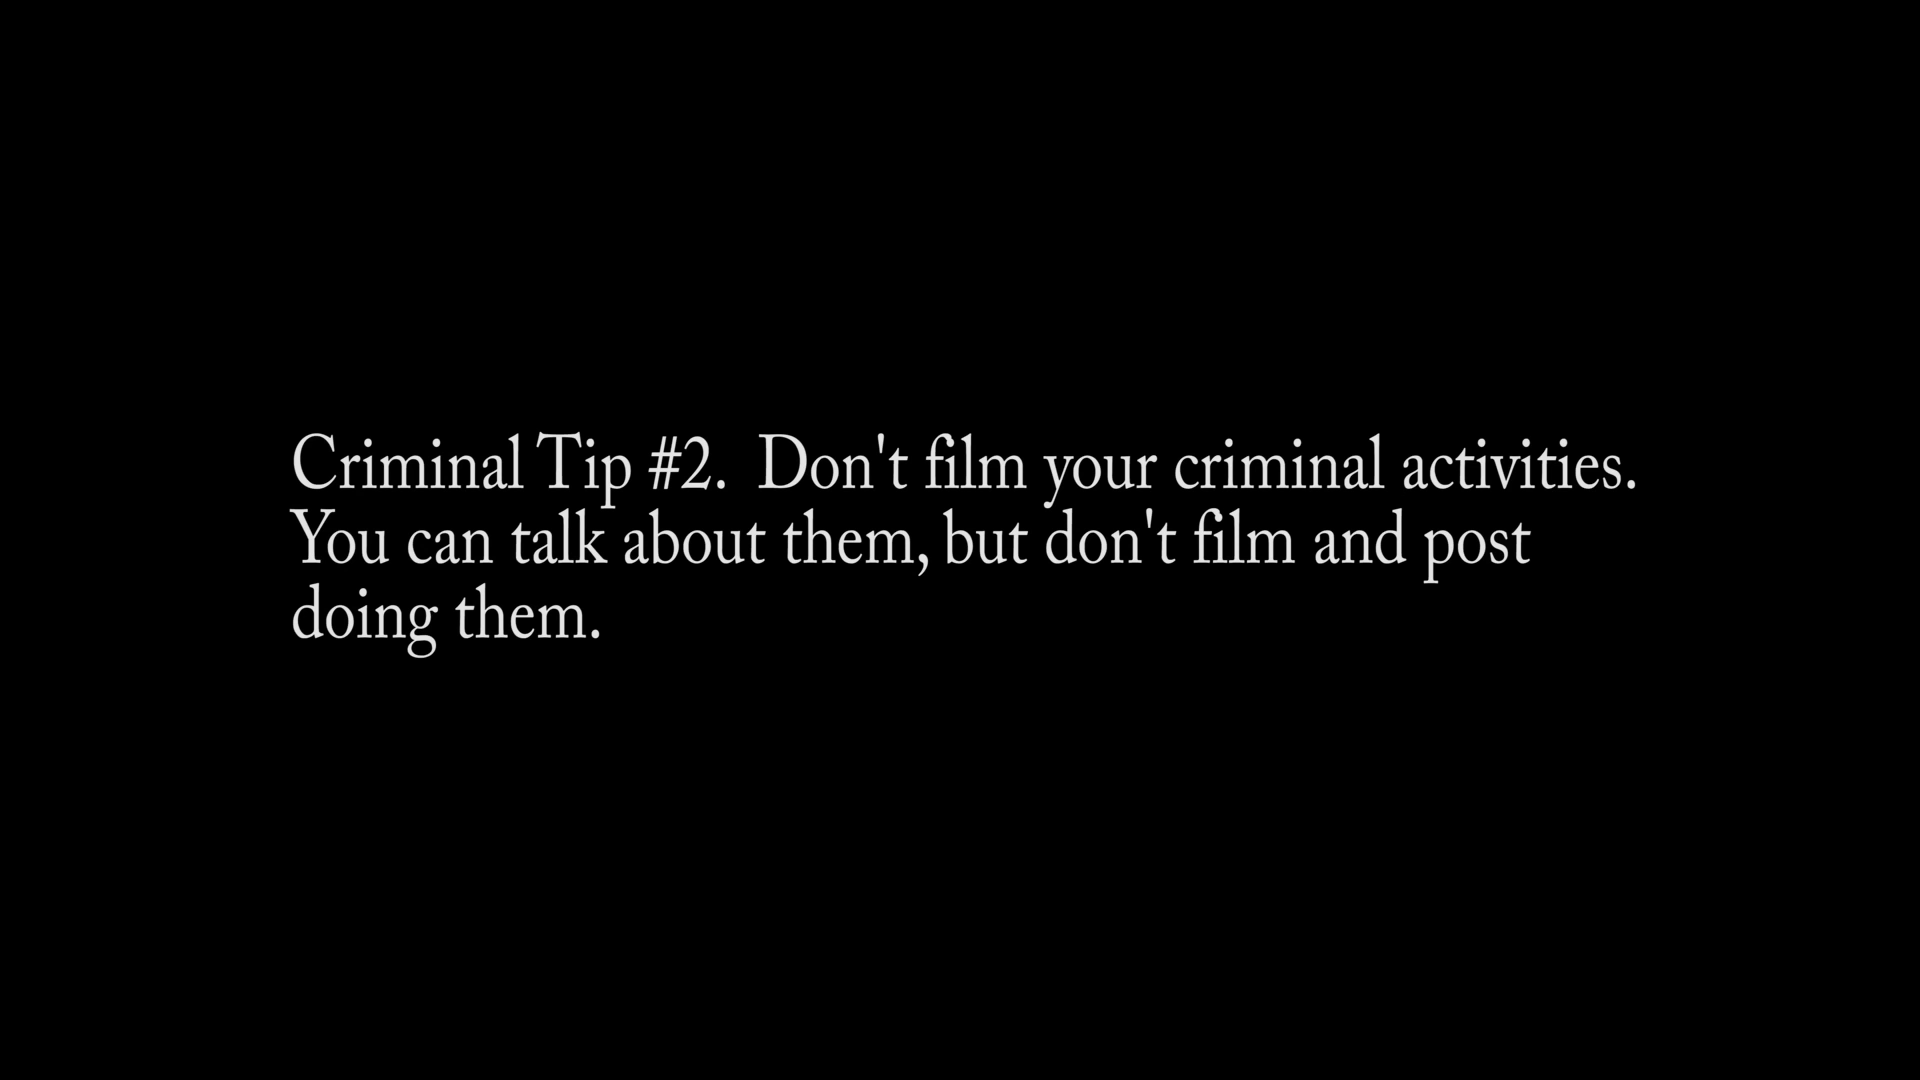 Criminal Tip #2.  Don't film your criminal activities.
You can talk about them, but don't film and post
doing them.